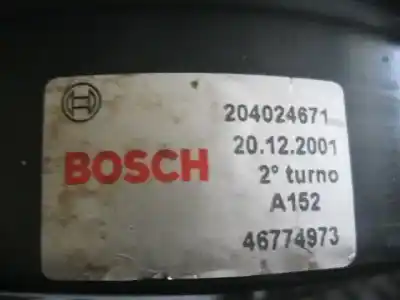 204024671
BOSCH 20.12.2001
2° turno
A152
46774973